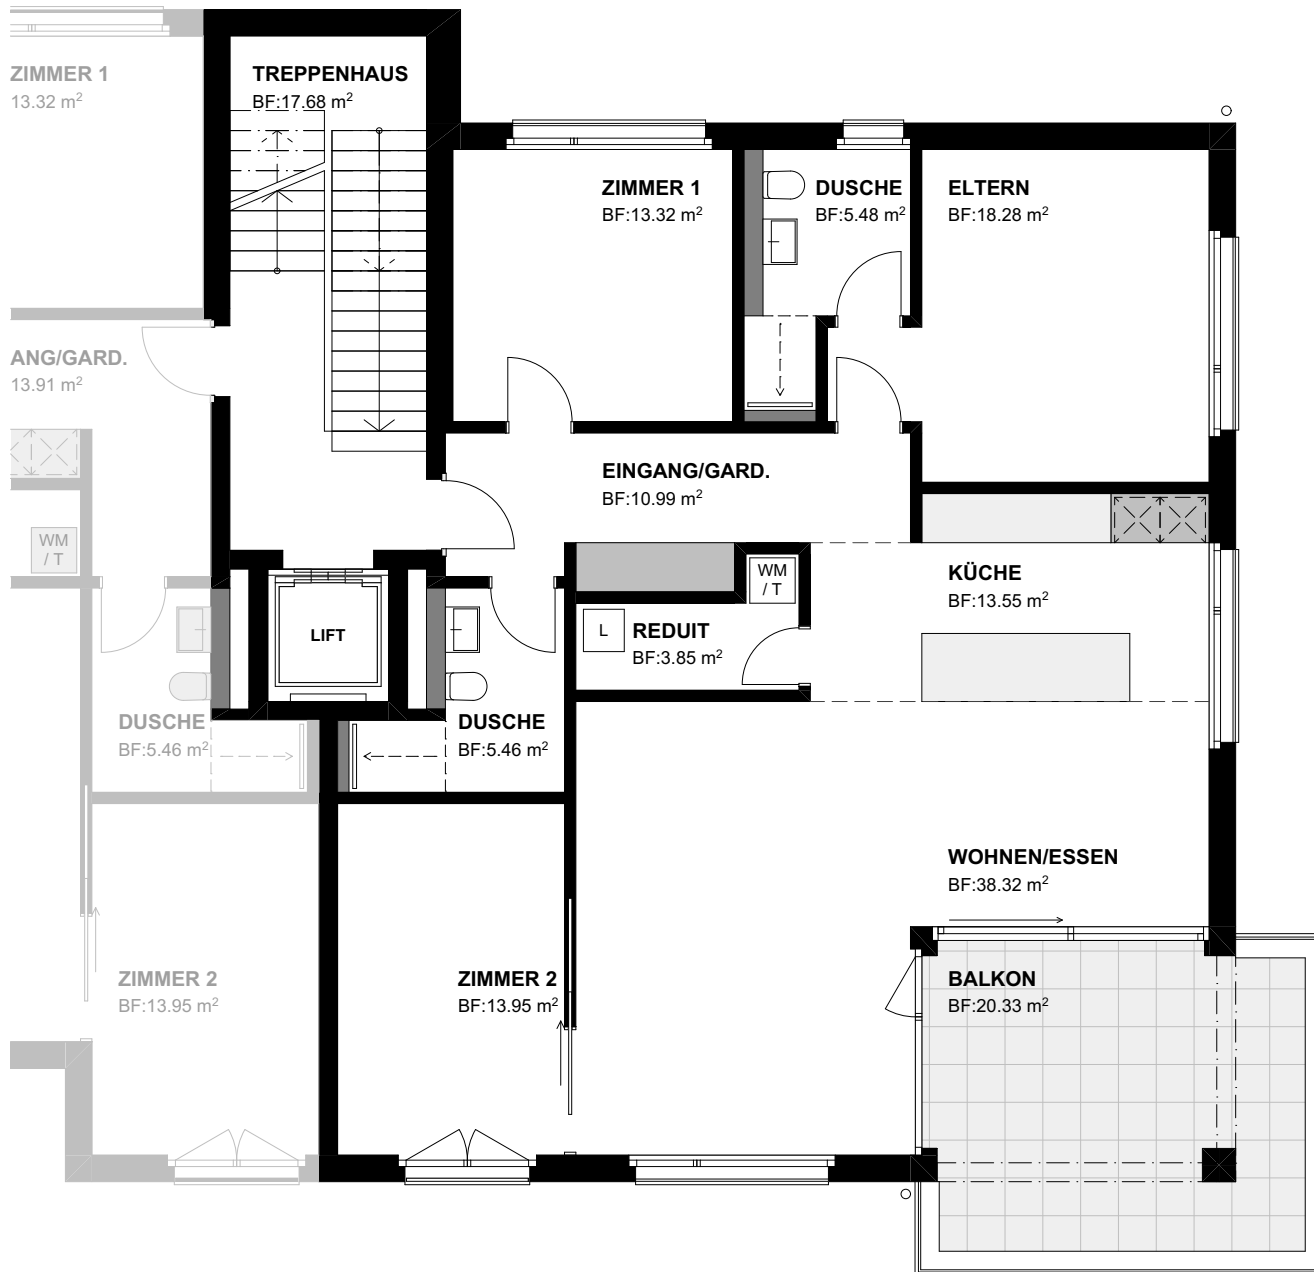 ZIMMER 1
13.32 m²
TREPPENHAUS
BF:17.68 m²
ZIMMER 1
BF:13.32 m²
DUSCHE
BF:5.48 m²
ELTERN
BF:18.28 m²
ANG/GARD.
13.91 m²
EINGANG/GARD.
BF:10.99 m²
WM
/ T
LIFT
WM
/ T
L
REDUIT
BF:3.85 m²
KÜCHE
BF:13.55 m²
DUSCHE
BF:5.46 m²
DUSCHE
BF:5.46 m²
WOHNEN/ESSEN
BF:38.32 m²
ZIMMER 2
BF:13.95 m²
ZIMMER 2
BF:13.95 m²
BALKON
BF:20.33 m²